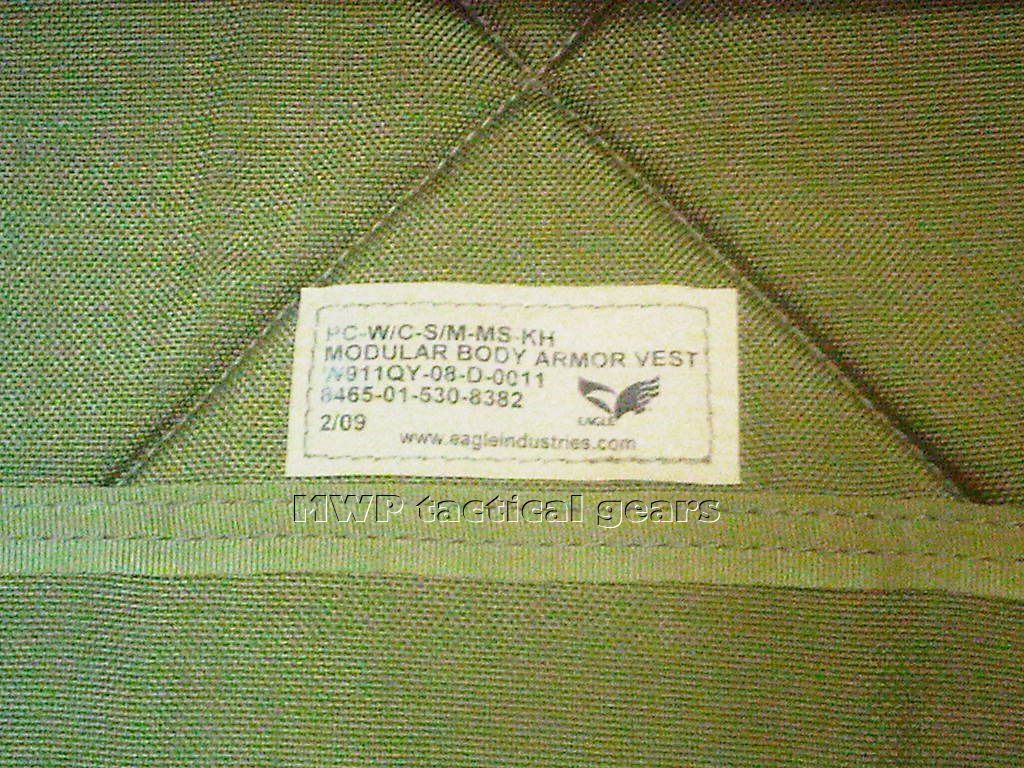 PC-W/C-S/M-MS-KH
MODULAR BODY ARMOR VEST
W911QY-08-D-0011
8465-01-530-8382
EAGLE
2/09
www.eagleindustries.com
MWP tactical gears